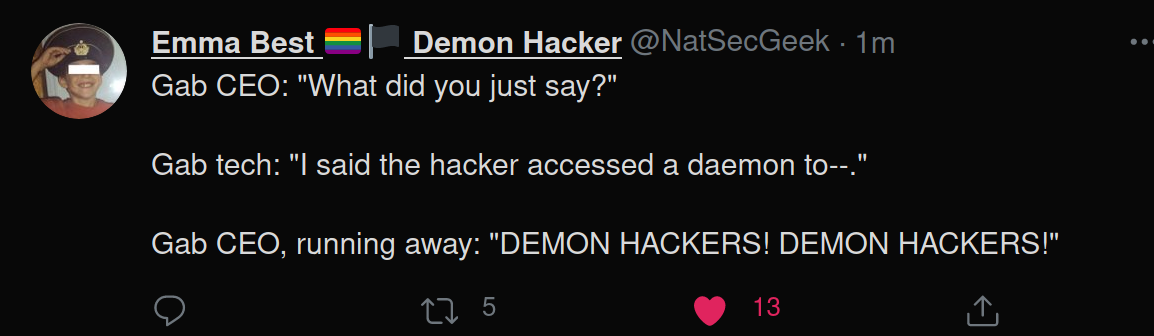 Emma Best 🏳️‍🌈🏴 Demon Hacker @NatSecGeek · 1m
Gab CEO: "What did you just say?"
Gab tech: "I said the hacker accessed a daemon to--."
Gab CEO, running away: "DEMON HACKERS! DEMON HACKERS!"
5 13